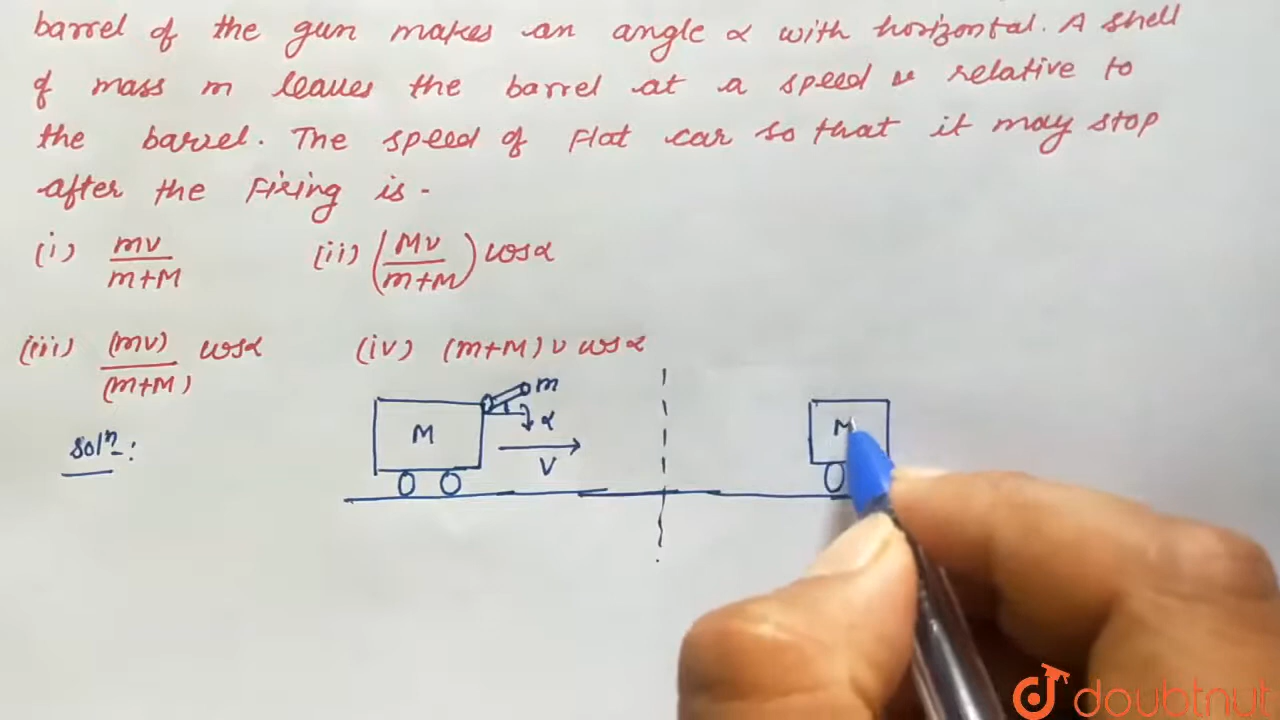 barrel of the gun makes an angle α with horizontal. A shell
of mass m leaves the barrel at a speed v relative to
the barrel. The speed of Flat car so that it may stop
after the Firing is -
(i) mv/m+M (ii) (Mv/m+M) cosα
(iii) (mv)/(m+M) cosα (iv) (m+M) v cosα
Solⁿ:
m
α
M
V
M
doubtnut